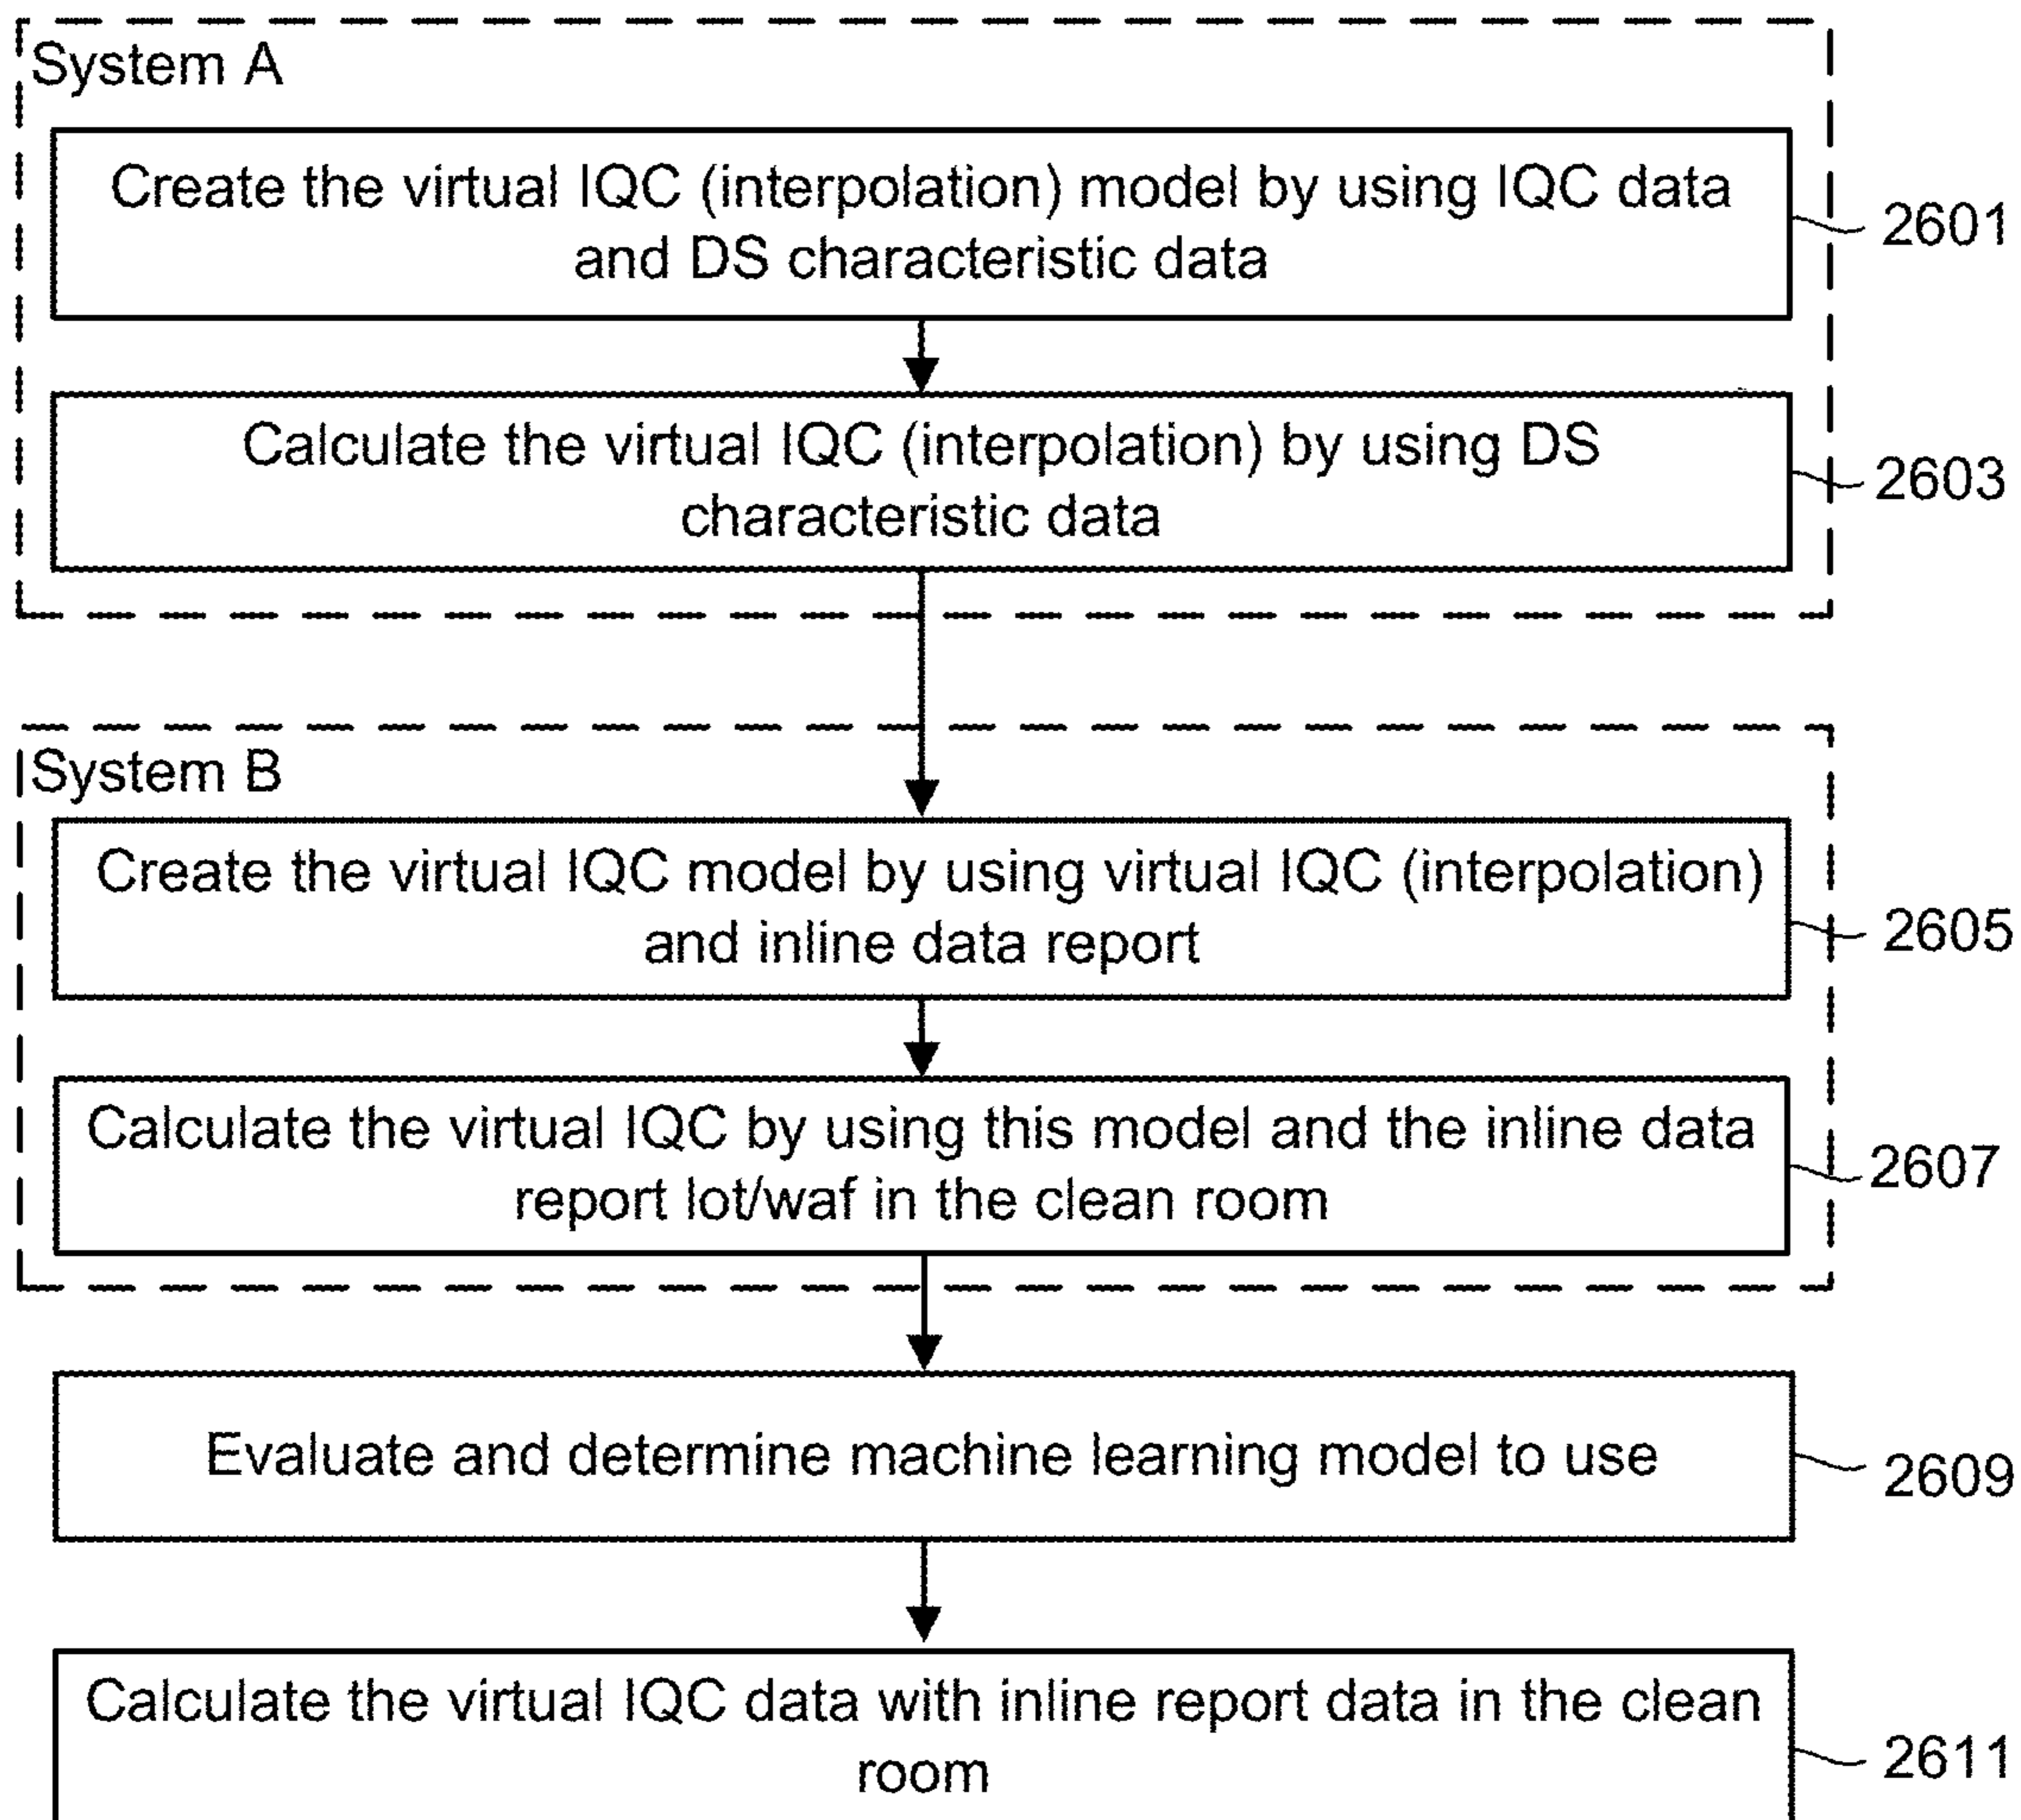 System A
Create the virtual IQC (interpolation) model by using IQC data
and DS characteristic data
2601
Calculate the virtual IQC (interpolation) by using DS
characteristic data
2603
System B
Create the virtual IQC model by using virtual IQC (interpolation)
and inline data report
2605
Calculate the virtual IQC by using this model and the inline data
report lot/waf in the clean room
2607
Evaluate and determine machine learning model to use
2609
Calculate the virtual IQC data with inline report data in the clean
room
2611